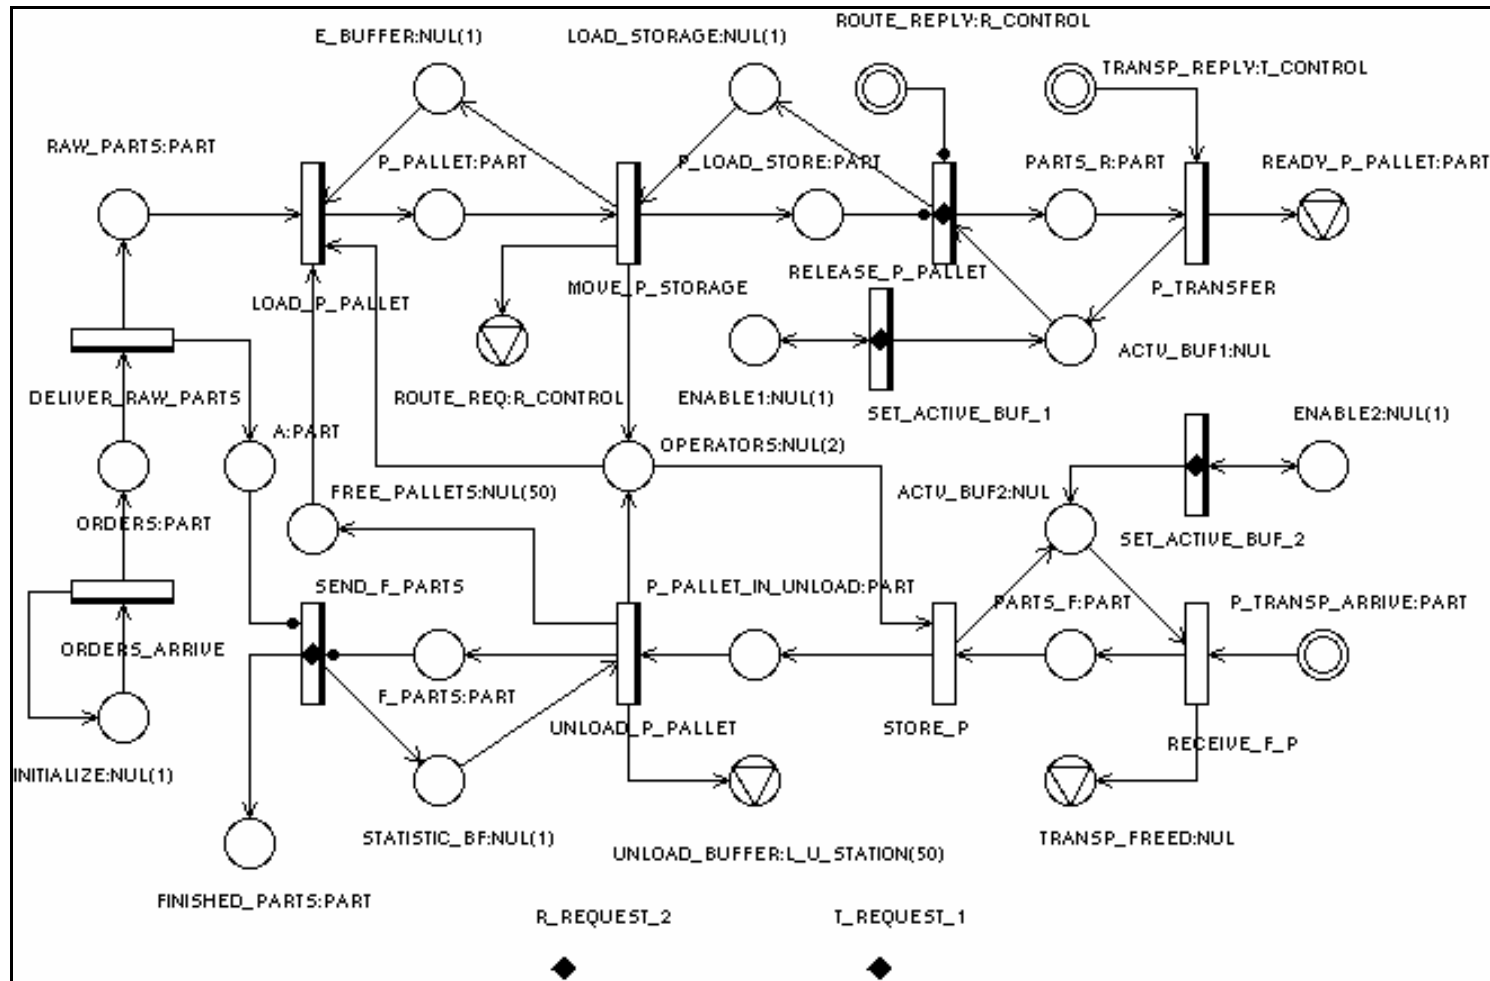 ROUTE_REPLY:R_CONTROL
E_BUFFER:NUL(1)
LOAD_STORAGE:NUL(1)
TRANSP_REPLY:T_CONTROL
RAW_PARTS:PART
P_PALLET:PART
P_LOAD_STORE:PART
PARTS_R:PART
READY_P_PALLET:PART
RELEASE_P_PALLET
LOAD_P_PALLET
MOVE_P_STORAGE
P_TRANSFER
ACTV_BUF1:NUL
DELIVER_RAW_PARTS
ROUTE_REQ:R_CONTROL
ENABLE1:NUL(1)
SET_ACTIVE_BUF_1
ENABLE2:NUL(1)
A:PART
OPERATORS:NUL(2)
FREE_PALLETS:NUL(50)
ACTV_BUF2:NUL
ORDERS:PART
SET_ACTIVE_BUF_2
SEND_F_PARTS
P_PALLET_IN_UNLOAD:PART
PARTS_F:PART
P_TRANSP_ARRIVE:PART
ORDERS_ARRIVE
F_PARTS:PART
UNLOAD_P_PALLET
STORE_P
RECEIVE_F_P
INITIALIZE:NUL(1)
STATISTIC_BF:NUL(1)
TRANSP_FREED:NUL
UNLOAD_BUFFER:L_U_STATION(50)
FINISHED_PARTS:PART
R_REQUEST_2
T_REQUEST_1